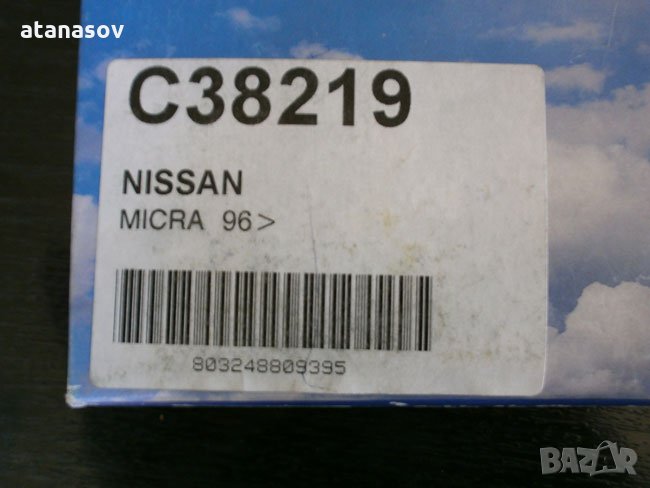 atanasov
C38219
NISSAN
MICRA 96>
803248809395
BAZAR